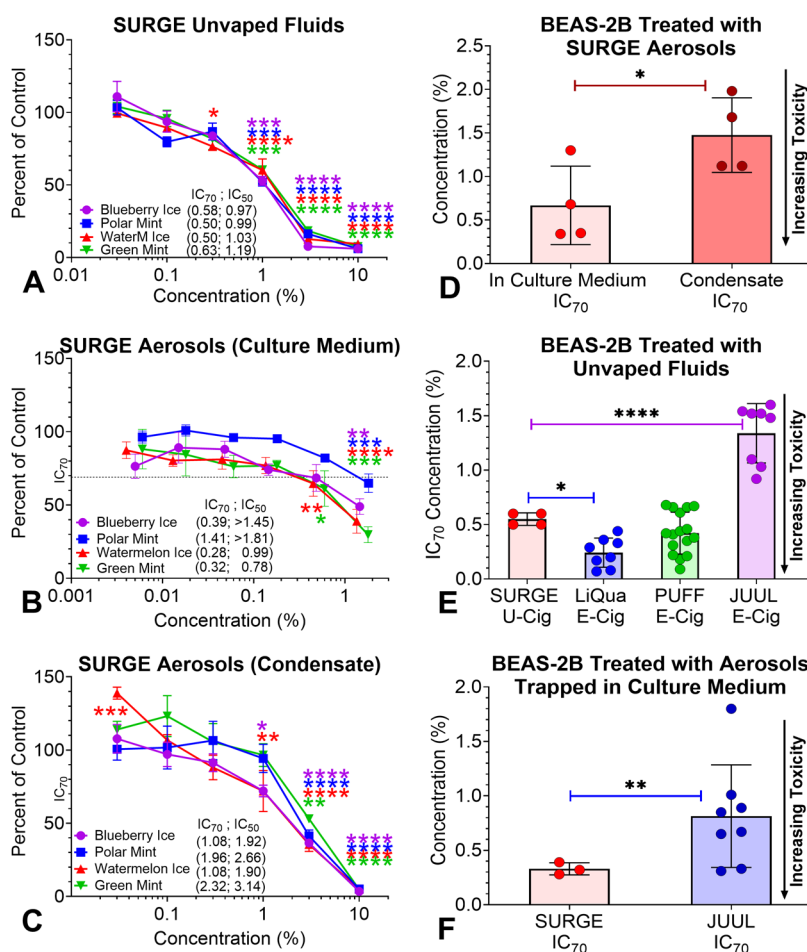 SURGE Unvaped Fluids
Percent of Control
150
100
50
0
***
***
****
***
*
****
****
****
****
****
****
****
****
IC70 ; IC50
Blueberry Ice (0.58; 0.97)
Polar Mint (0.50; 0.99)
WaterM Ice (0.50; 1.03)
Green Mint (0.63; 1.19)
0.01 0.1 1 10
Concentration (%)
A
BEAS-2B Treated with
SURGE Aerosols
Concentration (%)
2.5
2.0
1.5
1.0
0.5
0.0
*
Increasing Toxicity
In Culture Medium
IC70
Condensate
IC70
D
SURGE Aerosols (Culture Medium)
Percent of Control
150
100
50
0
IC70
**
***
****
***
**
*
IC70 ; IC50
Blueberry Ice (0.39; >1.45)
Polar Mint (1.41; >1.81)
Watermelon Ice (0.28; 0.99)
Green Mint (0.32; 0.78)
0.001 0.01 0.1 1
Concentration (%)
B
BEAS-2B Treated with
Unvaped Fluids
IC70 Concentration (%)
2.0
1.5
1.0
0.5
0.0
****
*
Increasing Toxicity
SURGE
U-Cig
LiQua
E-Cig
PUFF
E-Cig
JUUL
E-Cig
E
SURGE Aerosols (Condensate)
Percent of Control
150
100
50
0
IC70
***
*
**
****
****
****
**
****
****
****
****
IC70 ; IC50
Blueberry Ice (1.08; 1.92)
Polar Mint (1.96; 2.66)
Watermelon Ice (1.08; 1.90)
Green Mint (2.32; 3.14)
0.1 1 10
Concentration (%)
C
BEAS-2B Treated with Aerosols
Trapped in Culture Medium
Concentration (%)
2.0
1.5
1.0
0.5
0.0
**
Increasing Toxicity
SURGE
IC70
JUUL
IC70
F